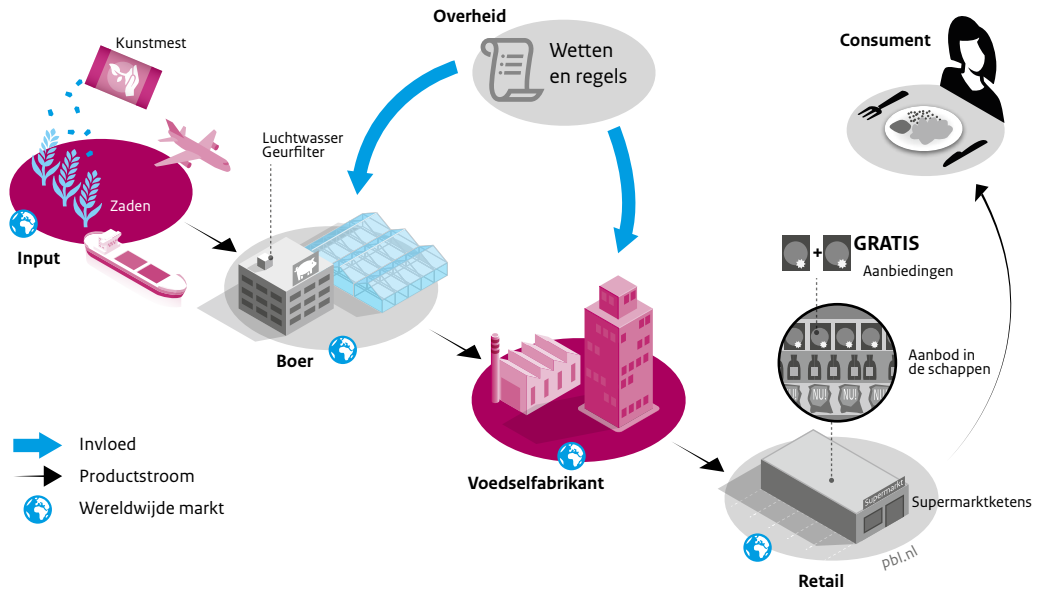 Overheid
Wetten
en regels
Consument
Kunstmest
Luchtwasser
Geurfilter
Zaden
Input
GRATIS
+
Aanbiedingen
Boer
Aanbod in
de schappen
NU!
NU!
NU!
NU!
Invloed
Productstroom
Wereldwijde markt
Voedselfabrikant
supermarkt
Supermarktketens
pbl.nl
Retail